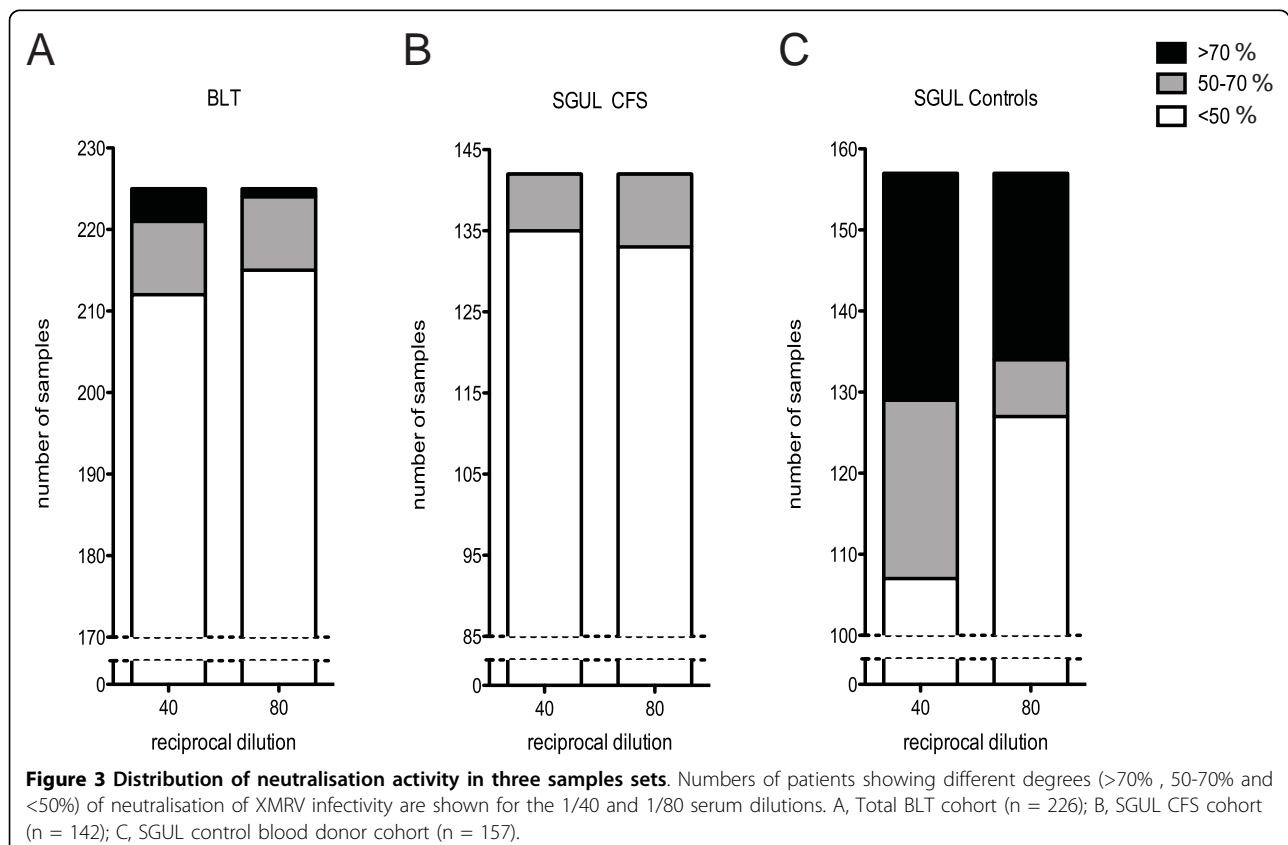 A
B
C
>70 %
50-70 %
<50 %
BLT
SGUL CFS
SGUL Controls
230
220
210
200
190
180
170
0
number of samples
40
80
reciprocal dilution
145
135
125
115
105
95
85
0
number of samples
40
80
reciprocal dilution
160
150
140
130
120
110
100
0
number of samples
40
80
reciprocal dilution
Figure 3 Distribution of neutralisation activity in three samples sets. Numbers of patients showing different degrees (>70% , 50-70% and
<50%) of neutralisation of XMRV infectivity are shown for the 1/40 and 1/80 serum dilutions. A, Total BLT cohort (n = 226); B, SGUL CFS cohort
(n = 142); C, SGUL control blood donor cohort (n = 157).